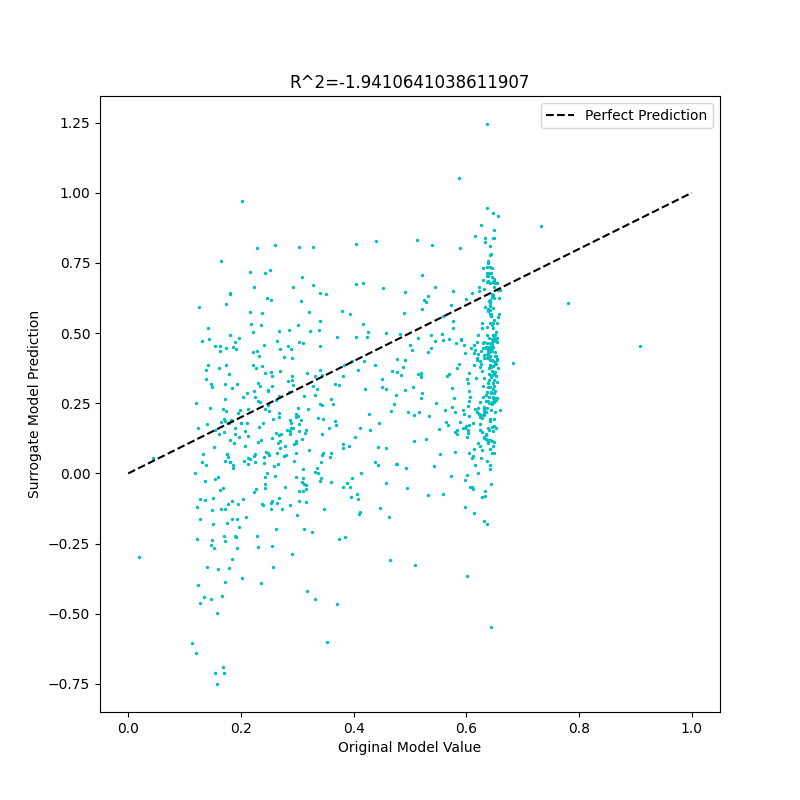 R^2=-1.9410641038611907
Perfect Prediction
1.25
1.00
0.75
0.50
0.25
0.00
−0.25
−0.50
−0.75
Surrogate Model Prediction
0.0 0.2 0.4 0.6 0.8 1.0
Original Model Value